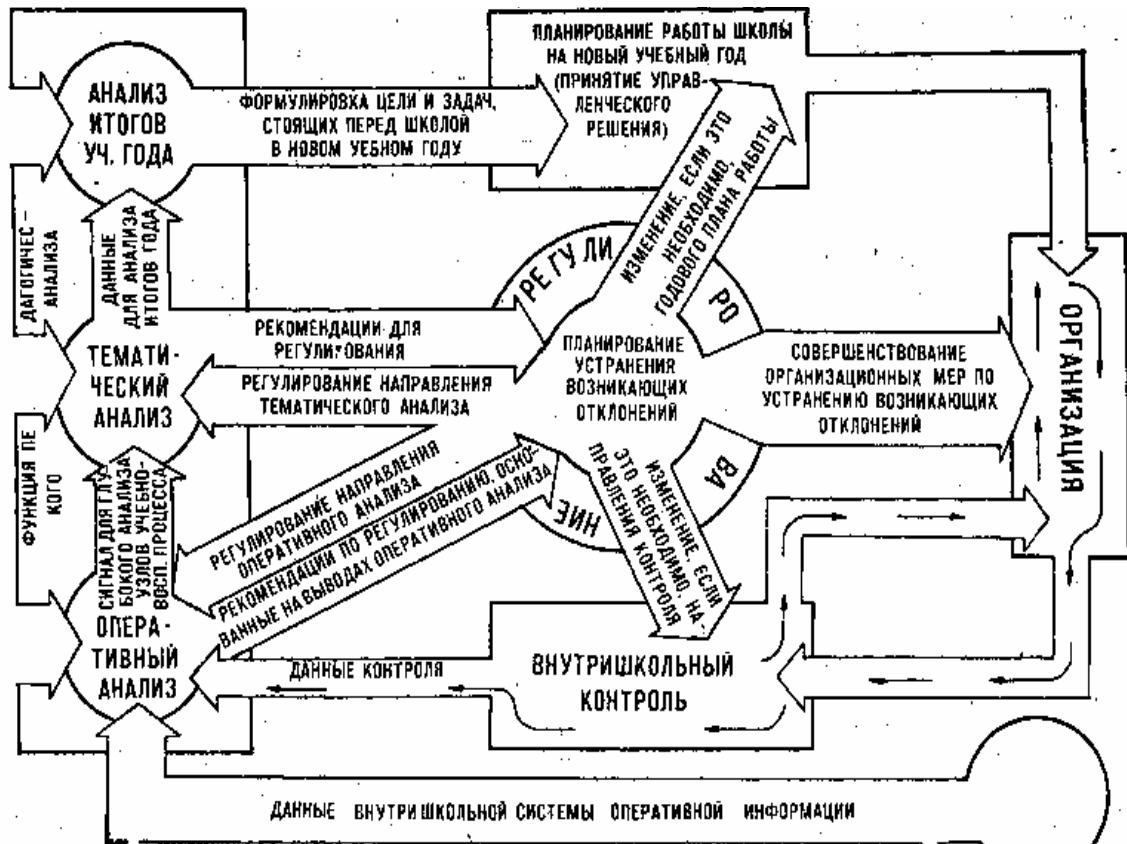 АНАЛИЗ
ИТОГОВ
УЧ. ГОДА
ФОРМУЛИРОВКА ЦЕЛИ И ЗАДАЧ,
СТОЯЩИХ ПЕРЕД ШКОЛОЙ
В НОВОМ УЕБНОМ ГОДУ
ПЛАНИРОВАНИЕ РАБОТЫ ШКОЛЫ
НА НОВЫЙ УЧЕБНЫЙ ГОД
(ПРИНЯТИЕ УПРАВ-
ЛЕНЧЕСКОГО
РЕШЕНИЯ)
ИЗМЕНЕНИЕ, ЕСЛИ ЭТО
НЕОБХОДИМО,
ГОДОВОГО ПЛАНА РАБОТЫ
ДАГОГИЧЕС-
АНАЛИЗА
ДАННЫЕ
ДЛЯ АНАЛИЗА
ИТОГОВ ГОДА
РЕГУЛИ
РО
ВА
НИЕ
ТЕМАТИ-
ЧЕСКИЙ
АНАЛИЗ
РЕКОМЕНДАЦИИ ДЛЯ
РЕГУЛИРОВАНИЯ
РЕГУЛИРОВАНИЕ НАПРАВЛЕНИЯ
ТЕМАТИЧЕСКОГО АНАЛИЗА
ПЛАНИРОВАНИЕ
УСТРАНЕНИЯ
ВОЗНИКАЮЩИХ
ОТКЛОНЕНИЙ
СОВЕРШЕНСТВОВАНИЕ
ОРГАНИЗАЦИОННЫХ МЕР ПО
УСТРАНЕНИЮ ВОЗНИКАЮЩИХ
ОТКЛОНЕНИЙ
ОРГАНИЗАЦИЯ
ФУНКЦИЯ ПЕ
КОГО
СИГНАЛ ДЛЯ ГЛУ-
БОКОГО АНАЛИЗА
УЗЛОВ УЧЕБНО-
ВОСП. ПРОЦЕССА
РЕГУЛИРОВАНИЕ НАПРАВЛЕНИЯ
ОПЕРАТИВНОГО АНАЛИЗА
РЕКОМЕНДАЦИИ ПО РЕГУЛИРОВАНИЮ, ОСНО-
ВАННЫЕ НА ВЫВОДАХ ОПЕРАТИВНОГО АНАЛИЗА
ИЗМЕНЕНИЕ, ЕСЛИ
ЭТО НЕОБХОДИМО, НА-
ПРАВЛЕНИЯ КОНТРОЛЯ
ОПЕРА-
ТИВНЫЙ
АНАЛИЗ
ДАННЫЕ КОНТРОЛЯ
ВНУТРИШКОЛЬНЫЙ
КОНТРОЛЬ
ДАННЫЕ ВНУТРИШКОЛЬНОЙ СИСТЕМЫ ОПЕРАТИВНОЙ ИНФОРМАЦИИ